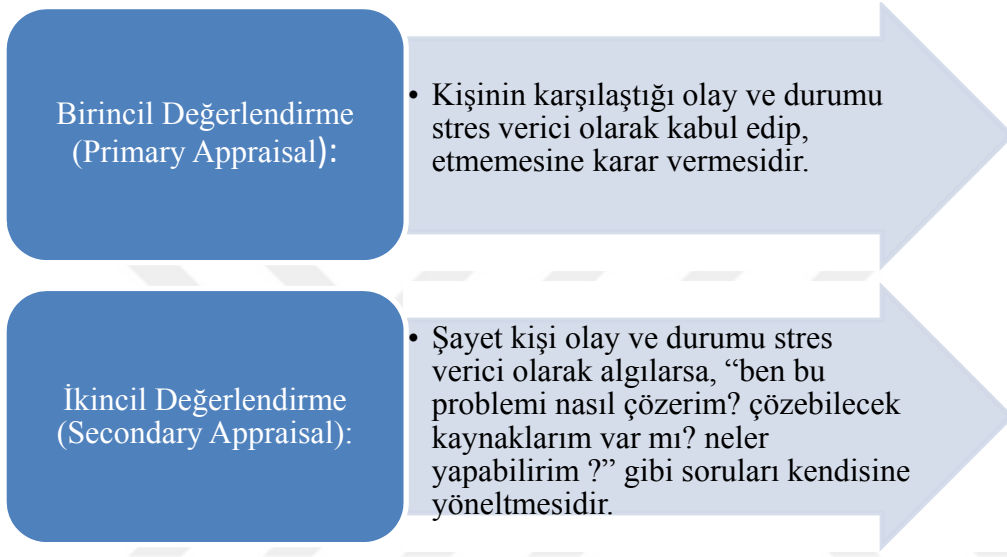 Birincil Değerlendirme
(Primary Appraisal):
• Kişinin karşılaştığı olay ve durumu
stres verici olarak kabul edip,
etmemesine karar vermesidir.
İkincil Değerlendirme
(Secondary Appraisal):
• Şayet kişi olay ve durumu stres
verici olarak algılarsa, “ben bu
problemi nasıl çözerim? çözebilecek
kaynaklarım var mı? neler
yapabilirim ?” gibi soruları kendisine
yöneltmesidir.